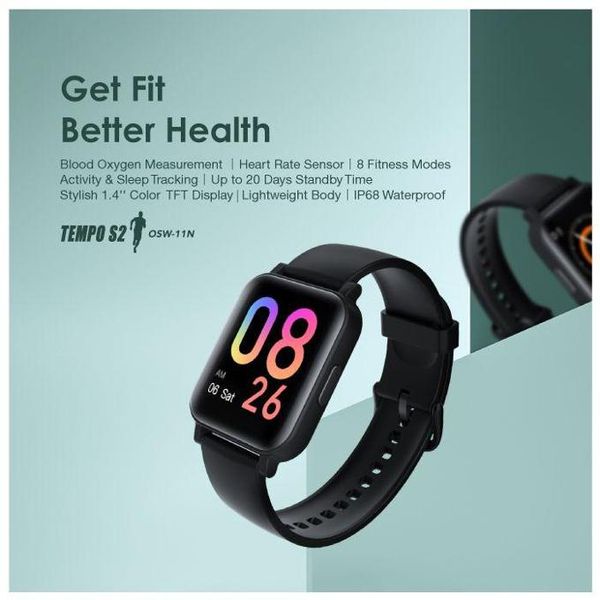 Get Fit
Better Health
Blood Oxygen Measurement | Heart Rate Sensor | 8 Fitness Modes
Activity & Sleep Tracking | Up to 20 Days Standby Time
Stylish 1.4'' Color TFT Display | Lightweight Body | IP68 Waterproof
TEMPO S2 OSW-11N
08
AM
26
06 Sat